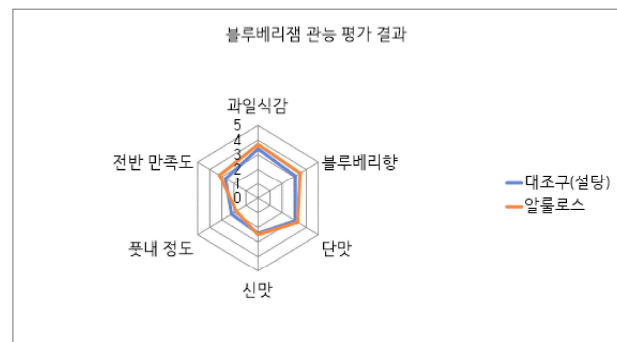 블루베리잼 관능 평가 결과
과일식감
5
4
3
2
1
0
블루베리향
단맛
신맛
풋내 정도
전반 만족도
대조구(설탕)
알룰로스